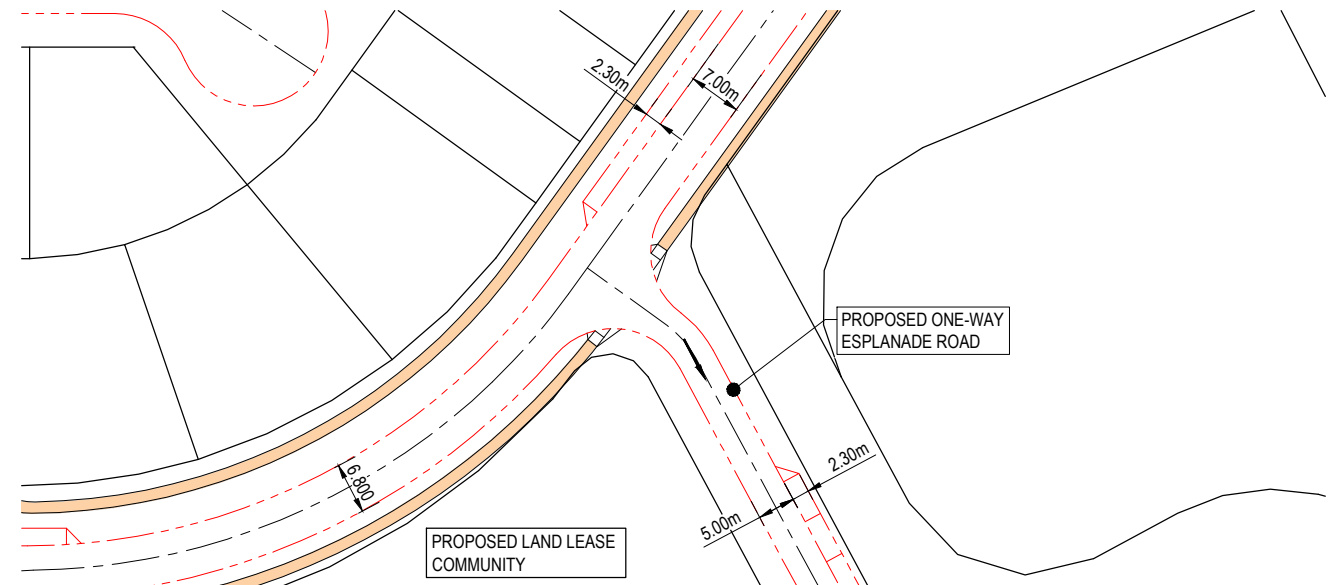 2.30m
7.00m
PROPOSED ONE-WAY
ESPLANADE ROAD
2.30m
6.800
5.00m
PROPOSED LAND LEASE
COMMUNITY